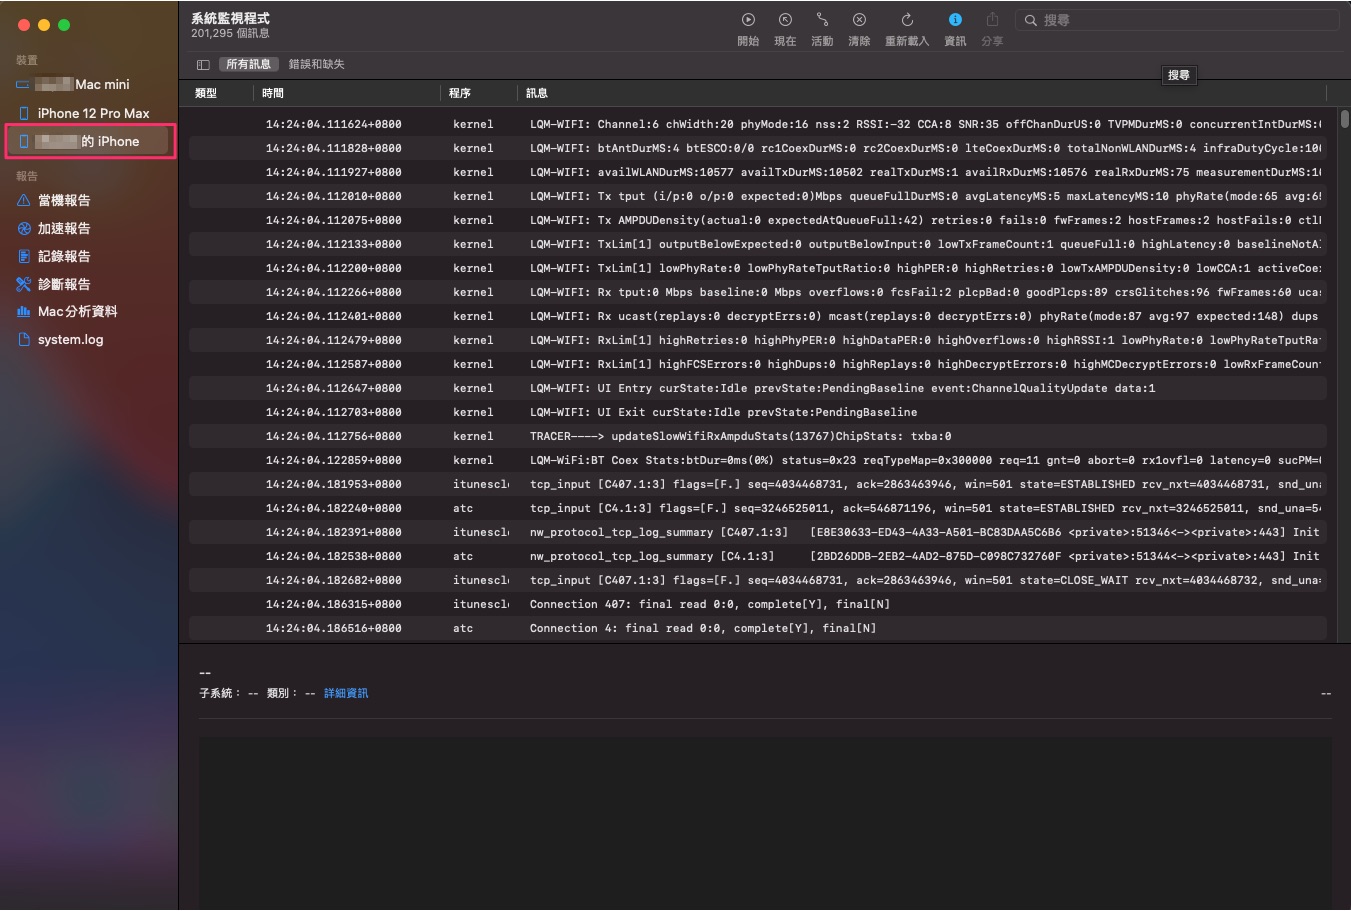 系統監視程式
201,295 個訊息
開始
現在
活動
清除
重新載入
資訊
分享
搜尋
所有訊息
錯誤和缺失
搜尋
裝置
Mac mini
iPhone 12 Pro Max
的 iPhone
報告
當機報告
加速報告
記錄報告
診斷報告
Mac分析資料
system.log
類型 時間 程序 訊息
14:24:04.111624+0800 kernel LQM-WIFI: Channel:6 chWidth:20 phyMode:16 nss:2 RSSI:-32 CCA:8 SNR:35 offChanDurUS:0 TVPMDurMS:0 concurrentIntDurMS:
14:24:04.111828+0800 kernel LQM-WIFI: btAntDurMS:4 btESCO:0/0 rc1CoexDurMS:0 rc2CoexDurMS:0 lteCoexDurMS:0 totalNonWLANDurMS:4 infraDutyCycle:10
14:24:04.111927+0800 kernel LQM-WIFI: availWLANDurMS:10577 availTxDurMS:10502 realTxDurMS:1 availRxDurMS:10576 realRxDurMS:75 measurementDurMS:1
14:24:04.112010+0800 kernel LQM-WIFI: Tx tput (i/p:0 o/p:0 expected:0)Mbps queueFullDurMS:0 avgLatencyMS:5 maxLatencyMS:10 phyRate(mode:65 avg:6
14:24:04.112075+0800 kernel LQM-WIFI: Tx AMPDUDensity(actual:0 expectedAtQueueFull:42) retries:0 fails:0 fwFrames:2 hostFrames:2 hostFails:0 ctl
14:24:04.112133+0800 kernel LQM-WIFI: TxLim[1] outputBelowExpected:0 outputBelowInput:0 lowTxFrameCount:1 queueFull:0 highLatency:0 baselineNotA
14:24:04.112200+0800 kernel LQM-WIFI: TxLim[1] lowPhyRate:0 lowPhyRateTputRatio:0 highPER:0 highRetries:0 lowTxAMPDUDensity:0 lowCCA:1 activeCoe
14:24:04.112266+0800 kernel LQM-WIFI: Rx tput:0 Mbps baseline:0 Mbps overflows:0 fcsFail:2 plcpBad:0 goodPlcps:89 crsGlitches:96 fwFrames:60 uca
14:24:04.112401+0800 kernel LQM-WIFI: Rx ucast(replays:0 decryptErrs:0) mcast(replays:0 decryptErrs:0) phyRate(mode:87 avg:97 expected:148) dups
14:24:04.112479+0800 kernel LQM-WIFI: RxLim[1] highRetries:0 highPhyPER:0 highDataPER:0 highOverflows:0 highRSSI:1 lowPhyRate:0 lowPhyRateTputRa
14:24:04.112587+0800 kernel LQM-WIFI: RxLim[1] highFCSErrors:0 highDups:0 highReplays:0 highDecryptErrors:0 highMCDecryptErrors:0 lowRxFrameCoun
14:24:04.112647+0800 kernel LQM-WIFI: UI Entry curState:Idle prevState:PendingBaseline event:ChannelQualityUpdate data:1
14:24:04.112703+0800 kernel LQM-WIFI: UI Exit curState:Idle prevState:PendingBaseline
14:24:04.112756+0800 kernel TRACER----> updateSlowWifiRxAmpduStats(13767)ChipStats: txba:0
14:24:04.122859+0800 kernel LQM-WiFi:BT Coex Stats:btDur=0ms(0%) status=0x23 reqTypeMap=0x300000 req=11 gnt=0 abort=0 rx1ovfl=0 latency=0 sucPM=
14:24:04.181953+0800 itunescl tcp_input [C407.1:3] flags=[F.] seq=4034468731, ack=2863463946, win=501 state=ESTABLISHED rcv_nxt=4034468731, snd_un
14:24:04.182240+0800 atc tcp_input [C4.1:3] flags=[F.] seq=3246525011, ack=546871196, win=501 state=ESTABLISHED rcv_nxt=3246525011, snd_una=5
14:24:04.182391+0800 itunescl nw_protocol_tcp_log_summary [C407.1:3] [E8E30633-ED43-4A33-A501-BC83DAA5C6B6 <private>:51346<-><private>:443] Init
14:24:04.182538+0800 atc nw_protocol_tcp_log_summary [C4.1:3] [2BD26DDB-2EB2-4AD2-875D-C098C732760F <private>:51344<-><private>:443] Init
14:24:04.182682+0800 itunescl tcp_input [C407.1:3] flags=[F.] seq=4034468731, ack=2863463946, win=501 state=CLOSE_WAIT rcv_nxt=4034468732, snd_una
14:24:04.186315+0800 itunescl Connection 407: final read 0:0, complete[Y], final[N]
14:24:04.186516+0800 atc Connection 4: final read 0:0, complete[Y], final[N]
--
子系統： -- 類別： -- 詳細資訊 --